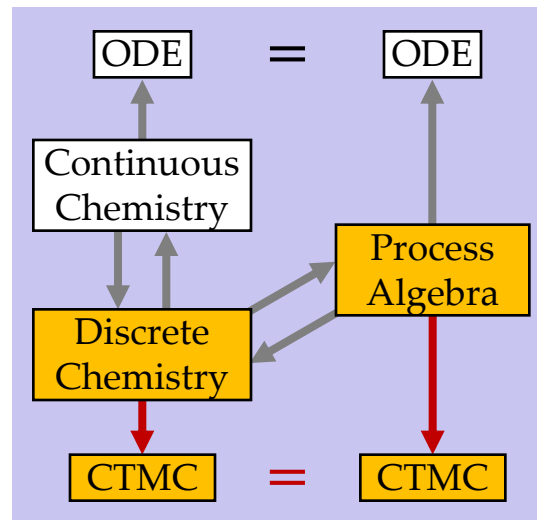 ODE = ODE
Continuous
Chemistry
Process
Algebra
Discrete
Chemistry
CTMC = CTMC